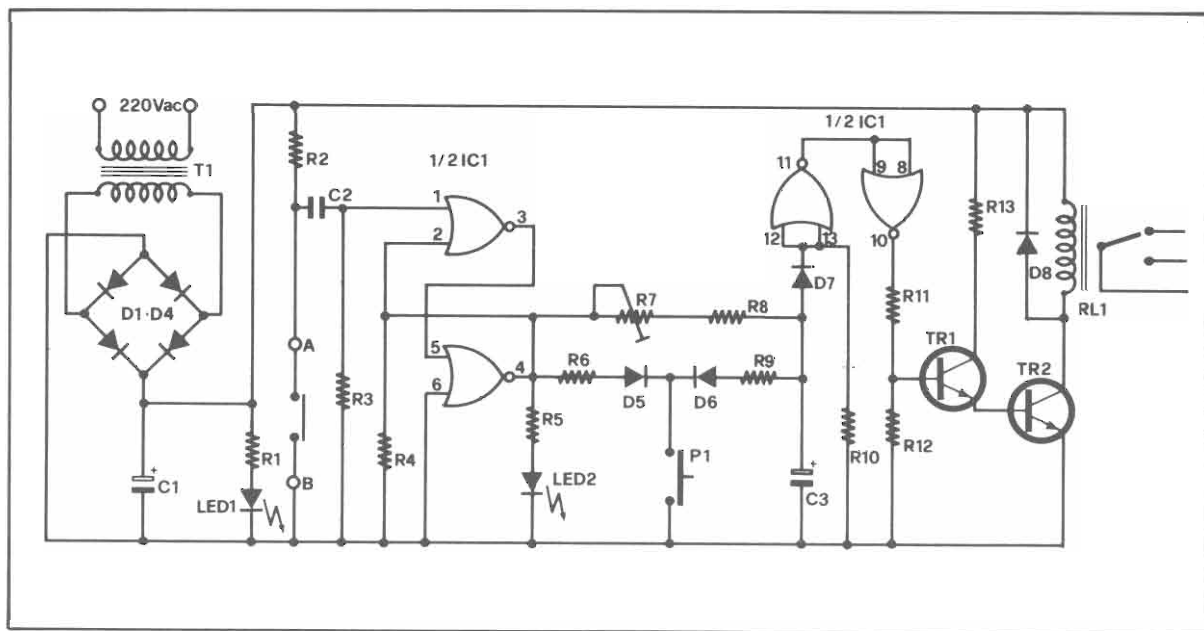 220Vac
T1
D1-D4
C1
R1
LED1
R2
A
B
C2
R3
R4
1/2 IC1
1
2
3
5
6
4
R5
LED2
R6
D5
D6
R7
R8
R9
P1
C3
D7
R10
1/2 IC1
11
12
13
9
8
10
R11
R12
TR1
R13
TR2
D8
RL1
+
+